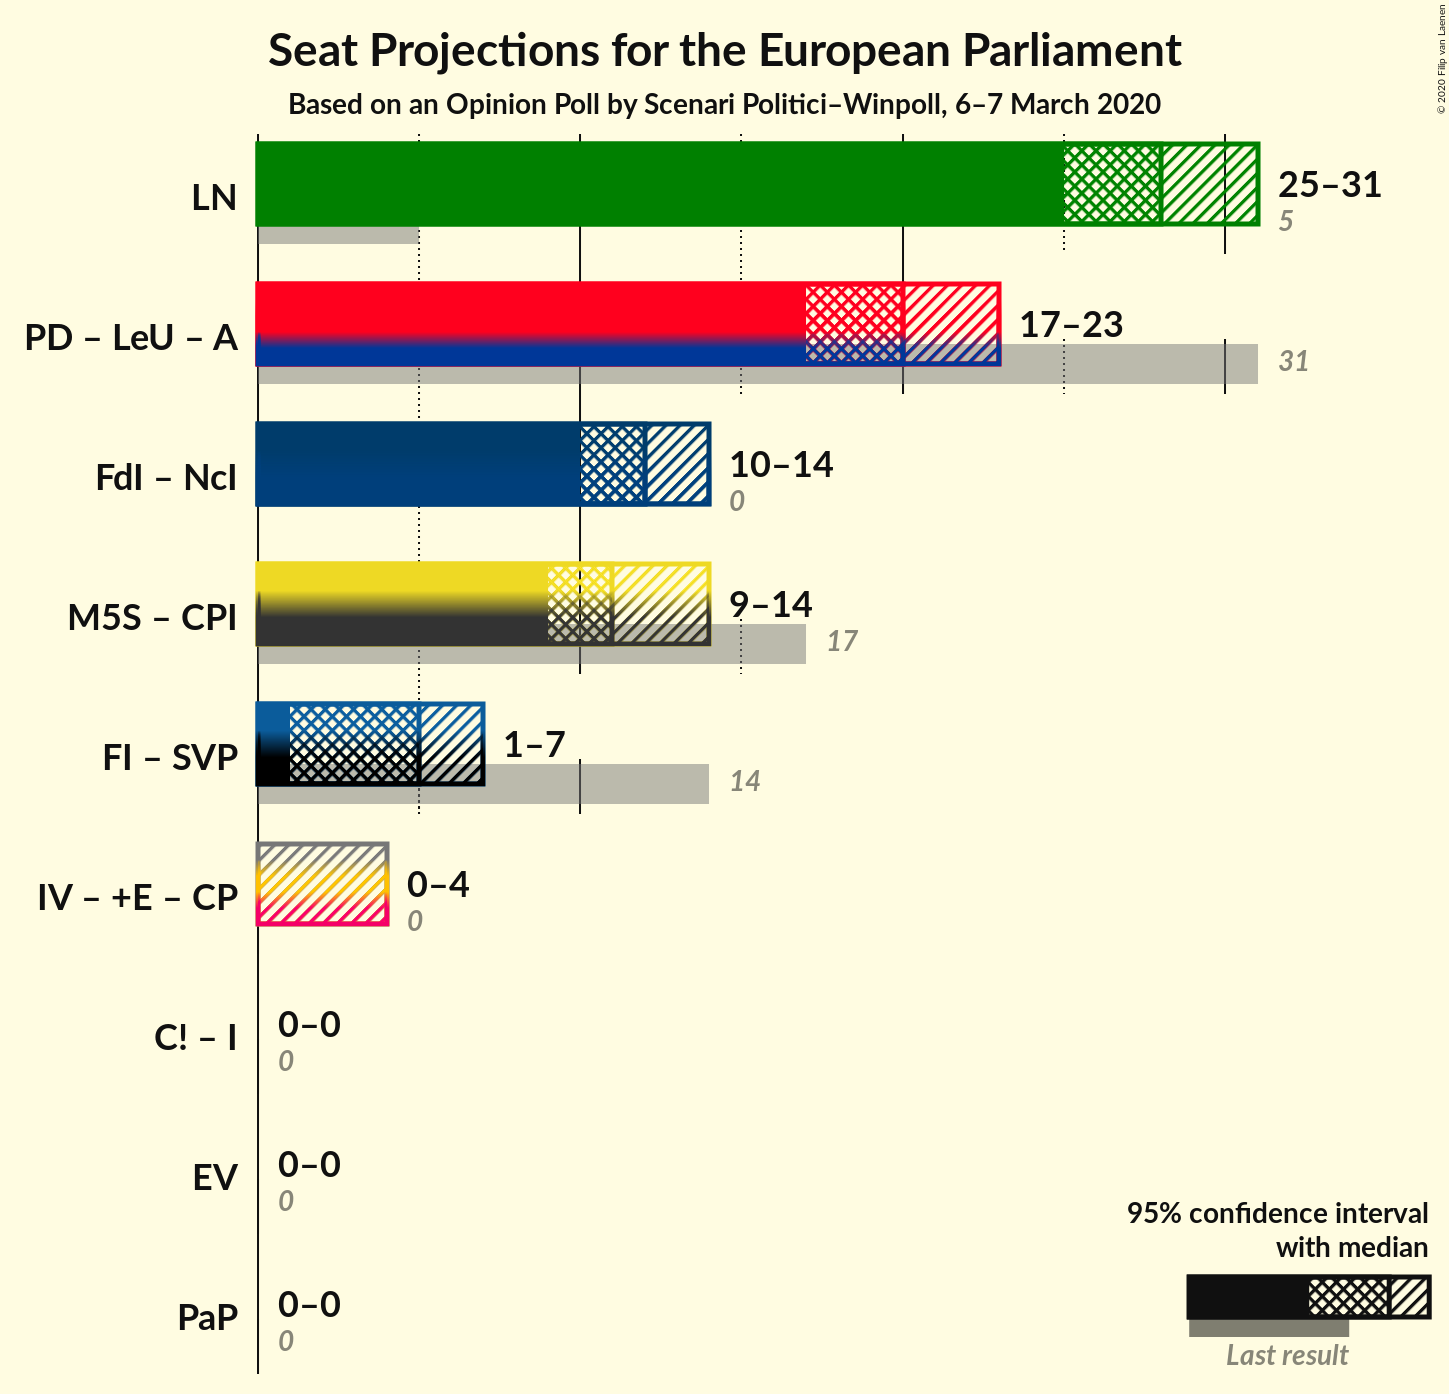 Seat Projections for the European Parliament
Based on an Opinion Poll by Scenari Politici–Winpoll, 6–7 March 2020
© 2020 Filip van Laenen
LN
25–31
5
PD – LeU – A
17–23
31
FdI – NcI
10–14
0
M5S – CPI
9–14
17
FI – SVP
1–7
14
IV – +E – CP
0–4
0
C! – I
0–0
0
EV
0–0
0
PaP
0–0
0
95% confidence interval
with median
Last result